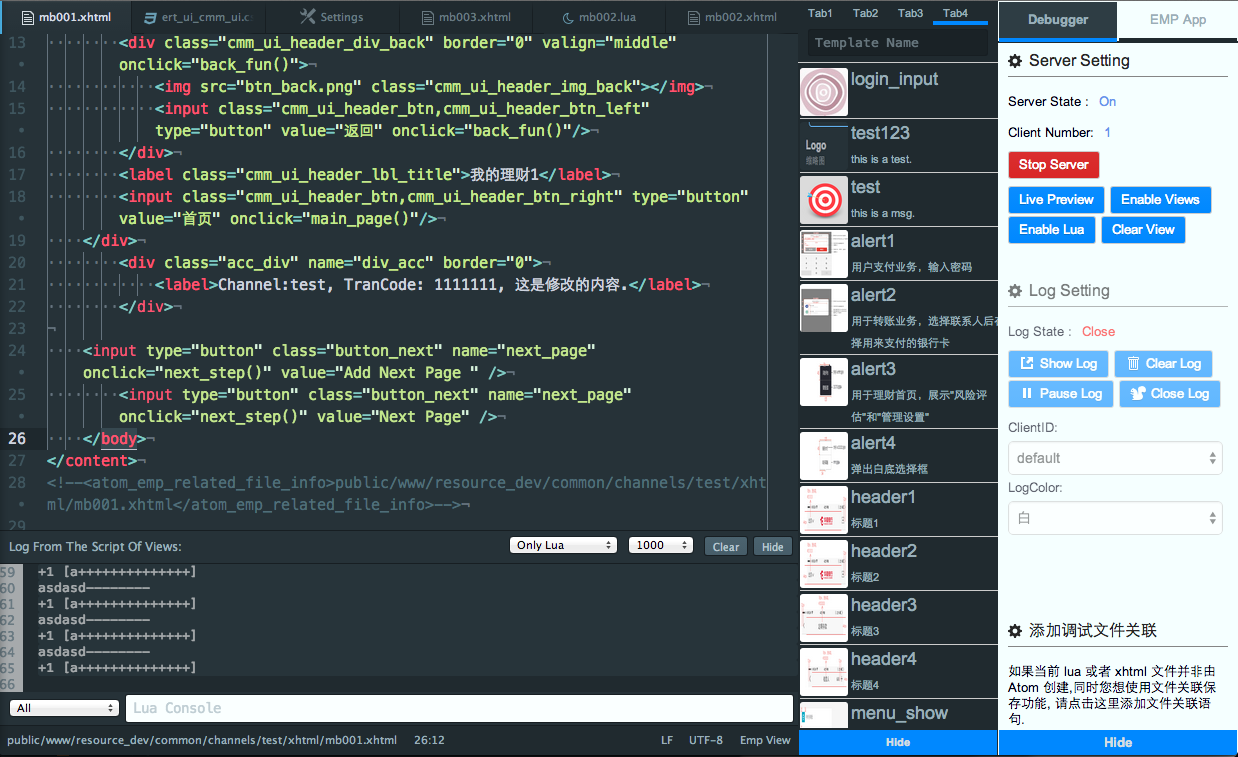 mb001.xhtml
ert_ui_cmm_ui.c
Settings
mb003.xhtml
mb002.lua
mb002.xhtml
13 <div class="cmm_ui_header_div_back" border="0" valign="middle"
onclick="back_fun()">
14 <img src="btn_back.png" class="cmm_ui_header_img_back"></img>
15 <input class="cmm_ui_header_btn,cmm_ui_header_btn_left"
type="button" value="返回" onclick="back_fun()"/>
16 </div>
17 <label class="cmm_ui_header_lbl_title">我的理财1</label>
18 <input class="cmm_ui_header_btn,cmm_ui_header_btn_right" type="button"
value="首页" onclick="main_page()"/>
19 </div>
20 <div class="acc_div" name="div_acc" border="0">
21 <label>Channel:test, TranCode: 1111111, 这是修改的内容.</label>
22 </div>
23
24 <input type="button" class="button_next" name="next_page"
onclick="next_step()" value="Add Next Page " />
25 <input type="button" class="button_next" name="next_page"
onclick="next_step()" value="Next Page" />
26 </body>
27 </content>
28 <!--<atom_emp_related_file_info>public/www/resource_dev/common/channels/test/xht
ml/mb001.xhtml</atom_emp_related_file_info>-->
29
Log From The Script Of Views:
Only Lua
1000
Clear
Hide
59 +1 [a++++++++++++++]
60 asdasd---------
61 +1 [a++++++++++++++]
62 asdasd---------
63 +1 [a++++++++++++++]
64 asdasd---------
65 +1 [a++++++++++++++]
66
All
Lua Console
public/www/resource_dev/common/channels/test/xhtml/mb001.xhtml 26:12
LF UTF-8 Emp View
Tab1 Tab2 Tab3 Tab4
Template Name
login_input
Logo
缩略图
test123
this is a test.
test
this is a msg.
alert1
用户支付业务，输入密码
alert2
用于转账业务，选择联系人后
择用来支付的银行卡
alert3
用于理财首页，展示"风险评
估"和"管理设置"
alert4
弹出白底选择框
header1
标题1
header2
标题2
header3
标题3
header4
标题4
menu_show
Hide
Debugger
EMP App
Server Setting
Server State : On
Client Number: 1
Stop Server
Live Preview
Enable Views
Enable Lua
Clear View
Log Setting
Log State : Close
Show Log
Clear Log
Pause Log
Close Log
ClientID:
default
LogColor:
白
添加调试文件关联
如果当前 lua 或者 xhtml 文件并非由
Atom 创建,同时您想使用文件关联保
存功能, 请点击这里添加文件关联语
句.
Hide